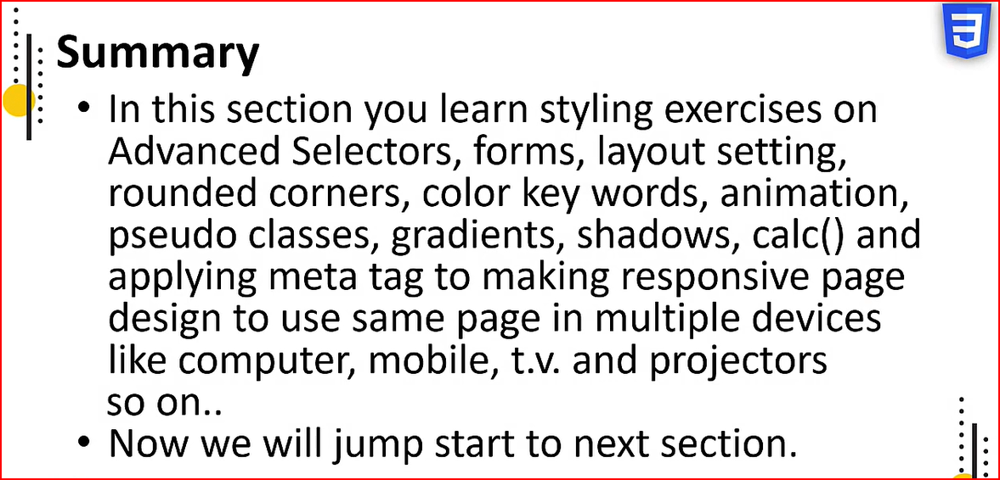 Summary
• In this section you learn styling exercises on
Advanced Selectors, forms, layout setting,
rounded corners, color key words, animation,
pseudo classes, gradients, shadows, calc() and
applying meta tag to making responsive page
design to use same page in multiple devices
like computer, mobile, t.v. and projectors
so on..
• Now we will jump start to next section.